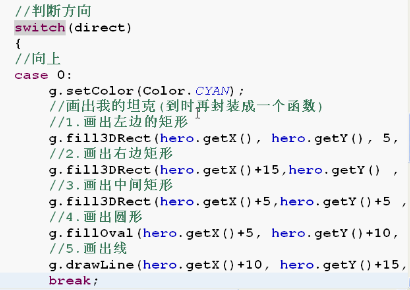 //判断方向
switch(direct)
{
//向上
case 0:
g.setColor(Color.CYAN);
//画出我的坦克(到时再封装成一个函数)
//1.画出左边的矩形
g.fill3DRect(hero.getX(), hero.getY(), 5,
//2.画出右边矩形
g.fill3DRect(hero.getX()+15,hero.getY() ,
//3.画出中间矩形
g.fill3DRect(hero.getX()+5,hero.getY()+5 ,
//4.画出圆形
g.fillOval(hero.getX()+5, hero.getY()+10,
//5.画出线
g.drawLine(hero.getX()+10, hero.getY()+15,
break;